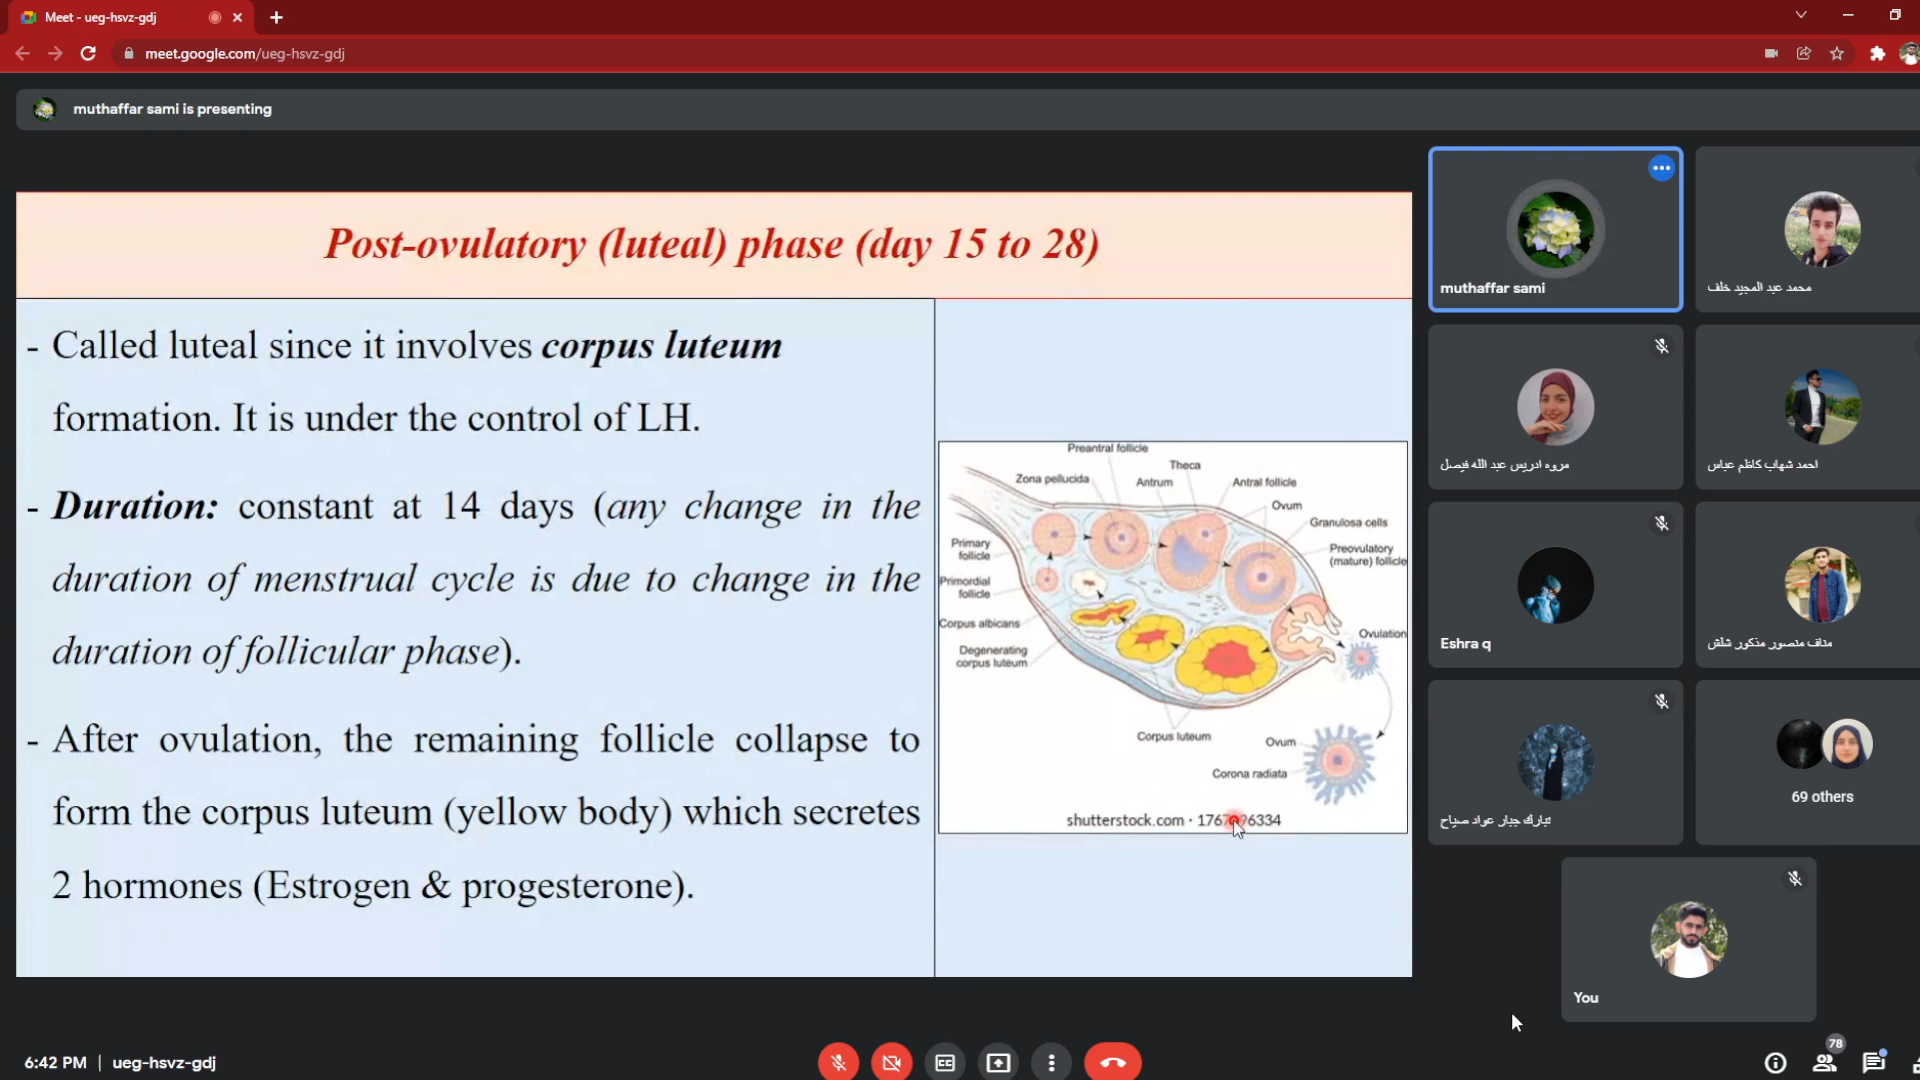 Meet - ueg-hsvz-gdj
meet.google.com/ueg-hsvz-gdj
muthaffar sami is presenting
Post-ovulatory (luteal) phase (day 15 to 28)
- Called luteal since it involves corpus luteum
formation. It is under the control of LH.
- Duration: constant at 14 days (any change in the
duration of menstrual cycle is due to change in the
duration of follicular phase).
- After ovulation, the remaining follicle collapse to
form the corpus luteum (yellow body) which secretes
2 hormones (Estrogen & progesterone).
Preantral follicle
Theca
Zona pellucida
Antrum
Antral follicle
Ovum
Granulosa cells
Primary
follicle
Preovulatory
(mature) follicle
Primordial
follicle
Corpus albicans
Ovulation
Degenerating
corpus luteum
Corpus luteum
Ovum
Corona radiata
shutterstock.com ·
muthaffar sami
محمد عبد المجيد خلف
مروه ادريس عبد الله فيصل
احمد شهاب كاظم عباس
Eshra q
مناف منصور مذكور شلش
تبارك جبار عواد صياح
69 others
You
6:42 PM | ueg-hsvz-gdj
78